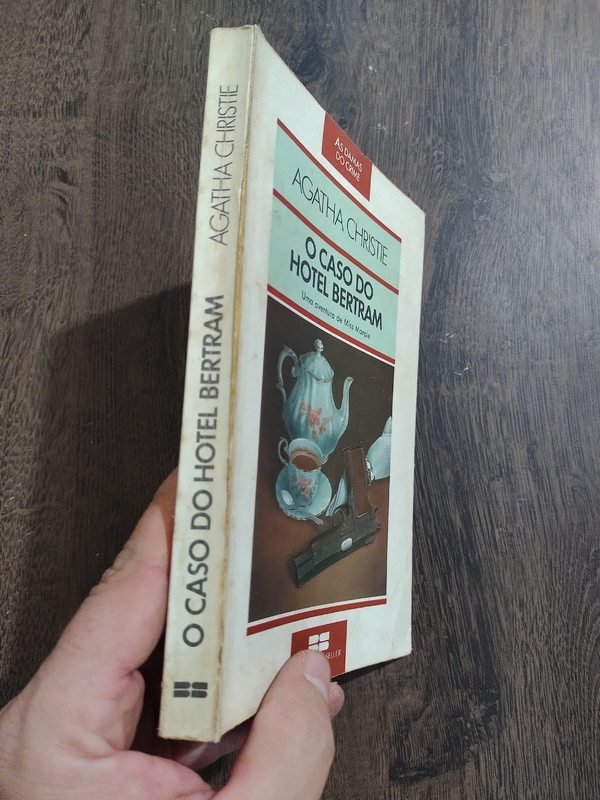 AGATHA CHRISTIE
O CASO DO HOTEL BERTRAM
AS DAMAS
DO CRIME
AGATHA CHRISTIE
O CASO DO
HOTEL BERTRAM
Uma aventura de Miss Marple
SELLER